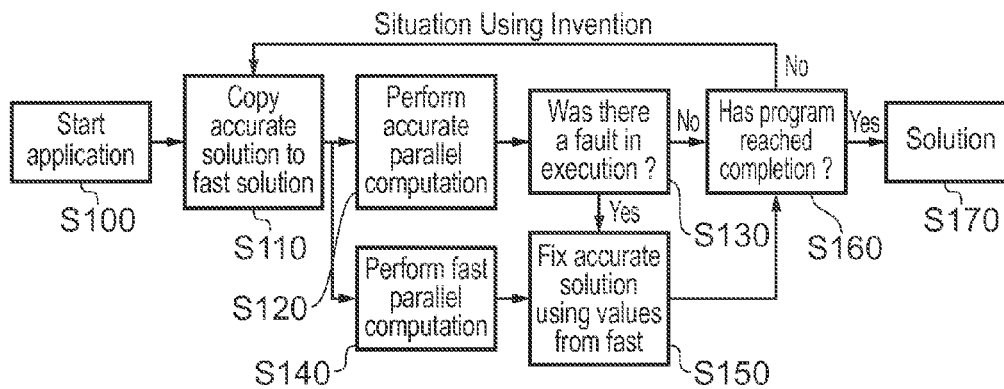 Situation Using Invention
No
Start
application
S100
Copy
accurate
solution to
fast solution
S110
Perform
accurate
parallel
computation
S120
Was there
a fault in
execution ?
S130
No
Yes
Has program
reached
completion ?
S160
Yes
Solution
S170
Perform fast
parallel
computation
S140
Fix accurate
solution
using values
from fast
S150